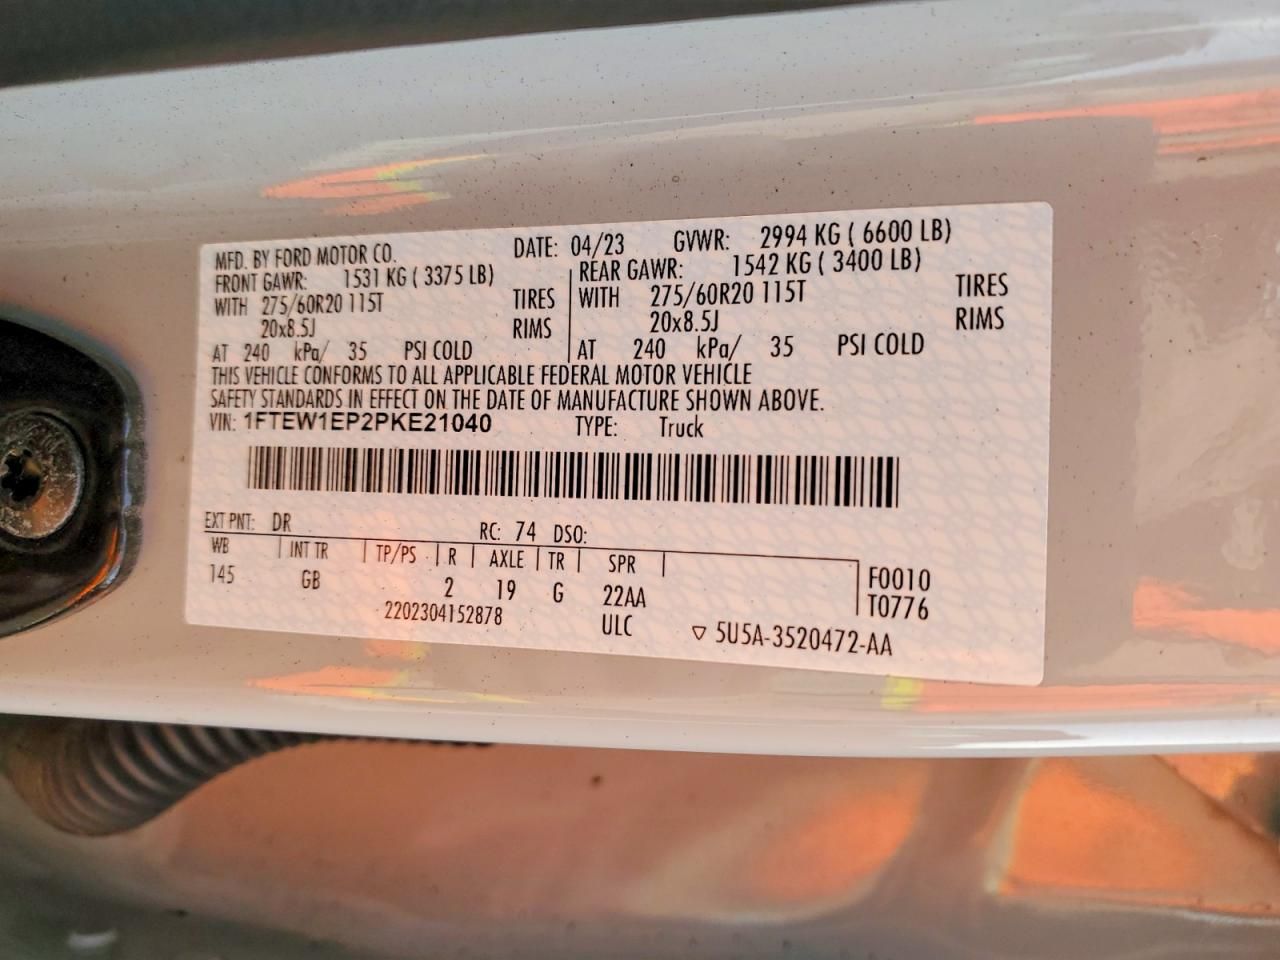 MFD. BY FORD MOTOR CO. DATE: 04/23 GVWR: 2994 KG ( 6600 LB)
FRONT GAWR: 1531 KG ( 3375 LB) REAR GAWR: 1542 KG ( 3400 LB)
WITH 275/60R20 115T TIRES WITH 275/60R20 115T TIRES
20x8.5J RIMS 20x8.5J RIMS
AT 240 kPa/ 35 PSI COLD AT 240 kPa/ 35 PSI COLD
THIS VEHICLE CONFORMS TO ALL APPLICABLE FEDERAL MOTOR VEHICLE
SAFETY STANDARDS IN EFFECT ON THE DATE OF MANUFACTURE SHOWN ABOVE.
VIN: 1FTEW1EP2PKE21040 TYPE: Truck
EXT PNT: DR RC: 74 DSO:
WB INT TR TP/PS R AXLE TR SPR F0010
145 GB 2 19 G 22AA T0776
2202304152878 ULC ▽ 5U5A-3520472-AA